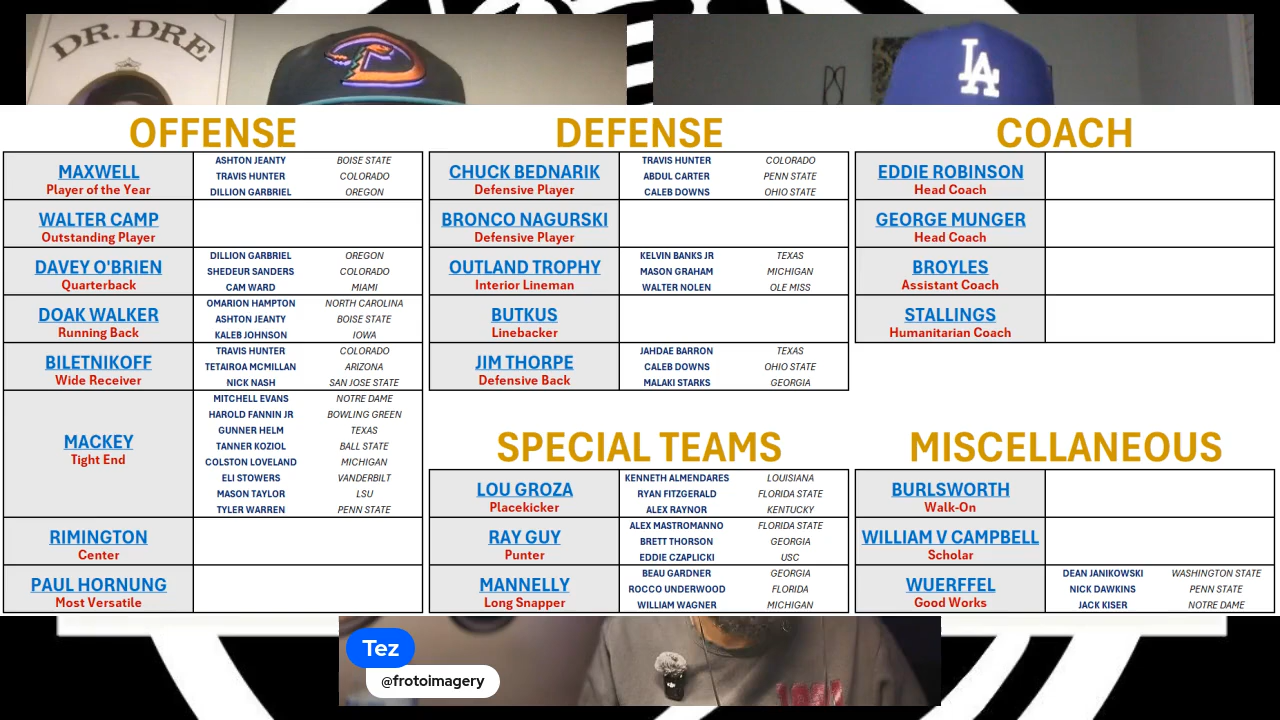 DR. DRE
LA
OFFENSE
MAXWELL
Player of the Year
ASHTON JEANTY BOISE STATE
TRAVIS HUNTER COLORADO
DILLION GARBRIEL OREGON
WALTER CAMP
Outstanding Player
DAVEY O'BRIEN
Quarterback
DILLION GARBRIEL OREGON
SHEDEUR SANDERS COLORADO
CAM WARD MIAMI
DOAK WALKER
Running Back
OMARION HAMPTON NORTH CAROLINA
ASHTON JEANTY BOISE STATE
KALEB JOHNSON IOWA
BILETNIKOFF
Wide Receiver
TRAVIS HUNTER COLORADO
TETAIROA MCMILLAN ARIZONA
NICK NASH SAN JOSE STATE
MACKEY
Tight End
MITCHELL EVANS NOTRE DAME
HAROLD FANNIN JR BOWLING GREEN
GUNNER HELM TEXAS
TANNER KOZIOL BALL STATE
COLSTON LOVELAND MICHIGAN
ELI STOWERS VANDERBILT
MASON TAYLOR LSU
TYLER WARREN PENN STATE
RIMINGTON
Center
PAUL HORNUNG
Most Versatile
DEFENSE
CHUCK BEDNARIK
Defensive Player
TRAVIS HUNTER COLORADO
ABDUL CARTER PENN STATE
CALEB DOWNS OHIO STATE
BRONCO NAGURSKI
Defensive Player
OUTLAND TROPHY
Interior Lineman
KELVIN BANKS JR TEXAS
MASON GRAHAM MICHIGAN
WALTER NOLEN OLE MISS
BUTKUS
Linebacker
JIM THORPE
Defensive Back
JAHDAE BARRON TEXAS
CALEB DOWNS OHIO STATE
MALAKI STARKS GEORGIA
SPECIAL TEAMS
LOU GROZA
Placekicker
KENNETH ALMENDARES LOUISIANA
RYAN FITZGERALD FLORIDA STATE
ALEX RAYNOR KENTUCKY
RAY GUY
Punter
ALEX MASTROMANNO FLORIDA STATE
BRETT THORSON GEORGIA
EDDIE CZAPLICKI USC
MANNELLY
Long Snapper
BEAU GARDNER GEORGIA
ROCCO UNDERWOOD FLORIDA
WILLIAM WAGNER MICHIGAN
COACH
EDDIE ROBINSON
Head Coach
GEORGE MUNGER
Head Coach
BROYLES
Assistant Coach
STALLINGS
Humanitarian Coach
MISCELLANEOUS
BURLSWORTH
Walk-On
WILLIAM V CAMPBELL
Scholar
WUERFFEL
Good Works
DEAN JANIKOWSKI WASHINGTON STATE
NICK DAWKINS PENN STATE
JACK KISER NOTRE DAME
Tez
@frotoimagery